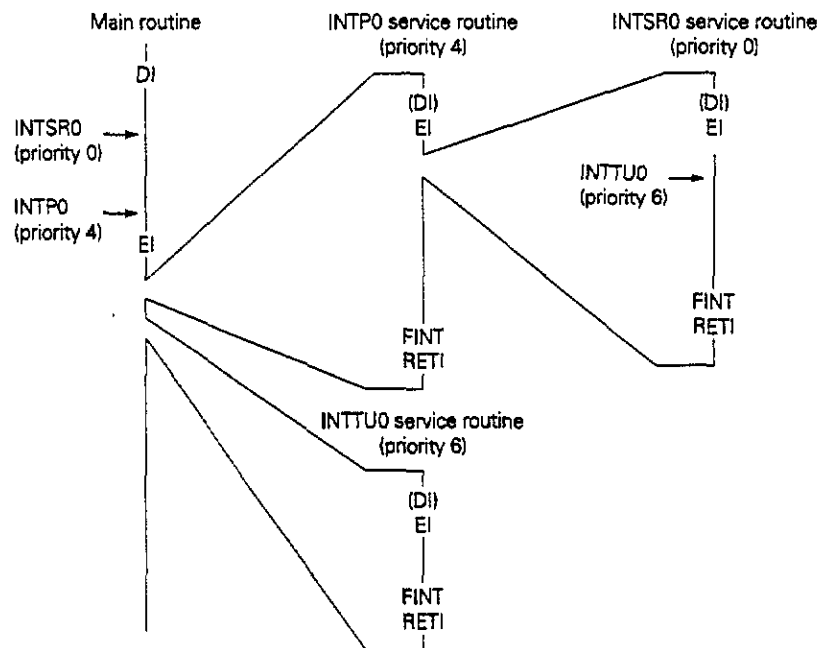 Main routine
INTP0 service routine
(priority 4)
INTSR0 service routine
(priority 0)
DI
INTSR0
(priority 0)
INTP0
(priority 4)
EI
(DI)
EI
(DI)
EI
INTTU0
(priority 6)
FINT
RETI
FINT
RETI
INTTU0 service routine
(priority 6)
(DI)
EI
FINT
RETI